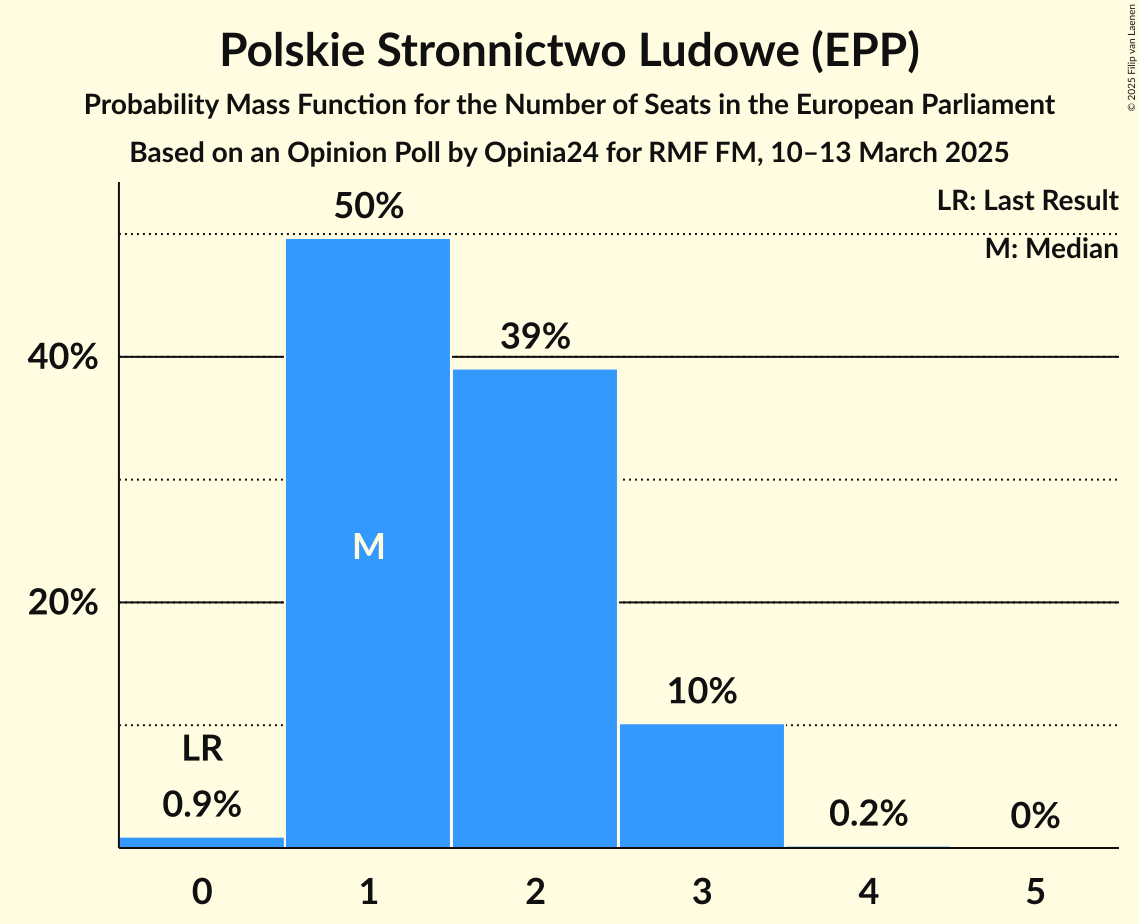 Polskie Stronnictwo Ludowe (EPP)
Probability Mass Function for the Number of Seats in the European Parliament
Based on an Opinion Poll by Opinia24 for RMF FM, 10–13 March 2025
© 2025 Filip van Laenen
LR: Last Result
M: Median
50%
39%
40%
M
20%
10%
LR
0.9%
0.2%
0%
0 1 2 3 4 5